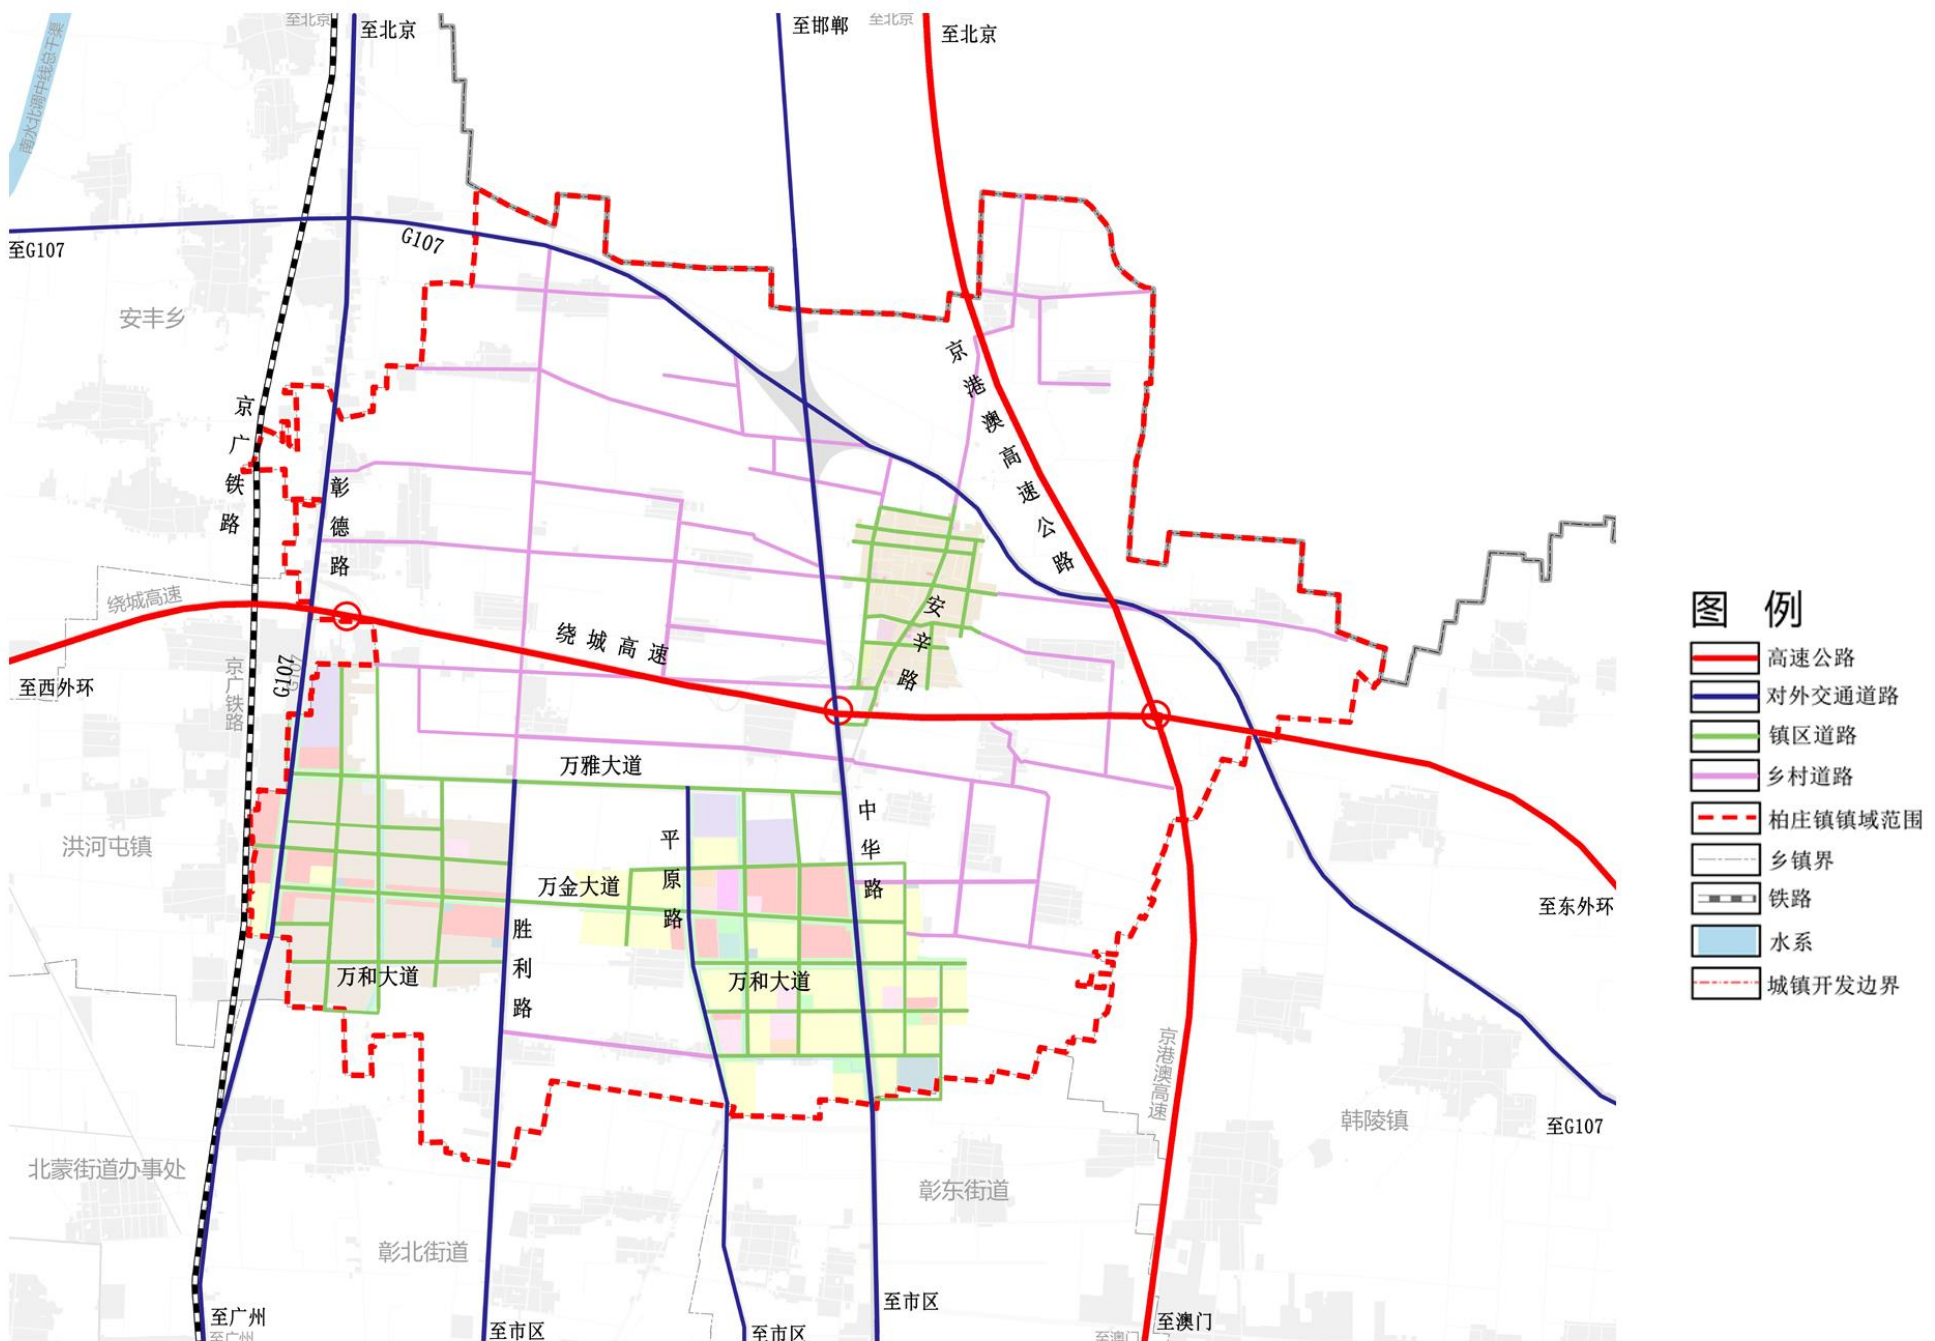 至北京
至北京
至邯郸
至北京
至北京
南水北调中线总干渠
至G107
G107
安丰乡
京港澳高速公路
京广铁路
彰德路
绕城高速
绕城高速
安辛路
至西外环
京广铁路
G107
G107
万雅大道
中华路
平原路
洪河屯镇
万金大道
胜利路
至东外环
万和大道
万和大道
京港澳高速
韩陵镇
至G107
北蒙街道办事处
彰东街道
彰北街道
至广州
至广州
至市区
至市区
至市区
至澳门
至澳门
图 例
高速公路
对外交通道路
镇区道路
乡村道路
柏庄镇镇域范围
乡镇界
铁路
水系
城镇开发边界